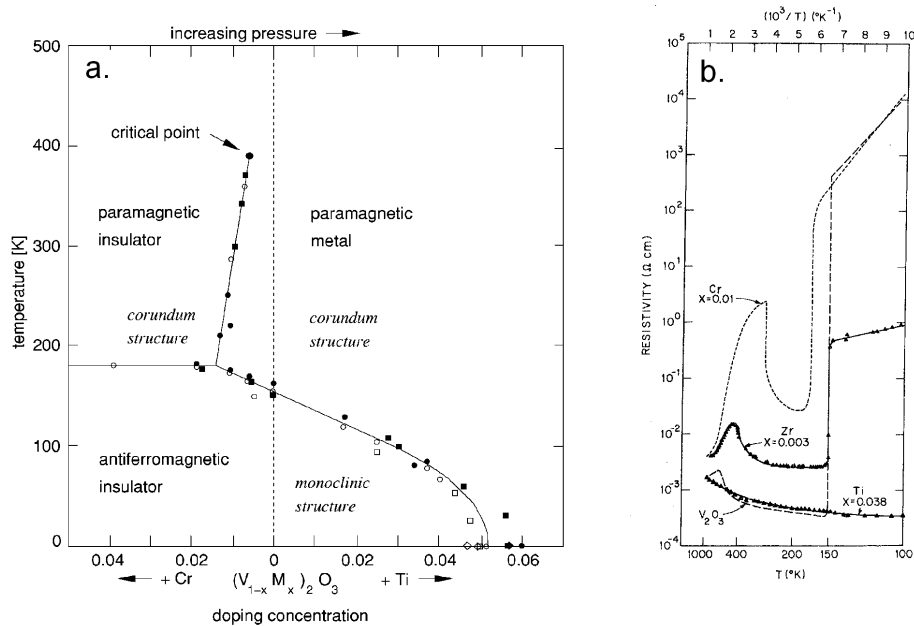 increasing pressure
a.
500
400
300
200
100
0
temperature [K]
critical point
paramagnetic
insulator
paramagnetic
metal
corundum
structure
corundum
structure
antiferromagnetic
insulator
monoclinic
structure
0.04 0.02 0 0.02 0.04 0.06
+ Cr (V1-x Mx)2 O3 + Ti
doping concentration
b.
(10³/T) (°K⁻¹)
1 2 3 4 5 6 7 8 9 10
10⁵
10⁴
10³
10²
10¹
10⁰
10⁻¹
10⁻²
10⁻³
10⁻⁴
RESISTIVITY (Ω cm)
Cr
X=0.01
Zr
X=0.003
Ti
X=0.038
V2O3
1000 400 200 150 100
T (°K)